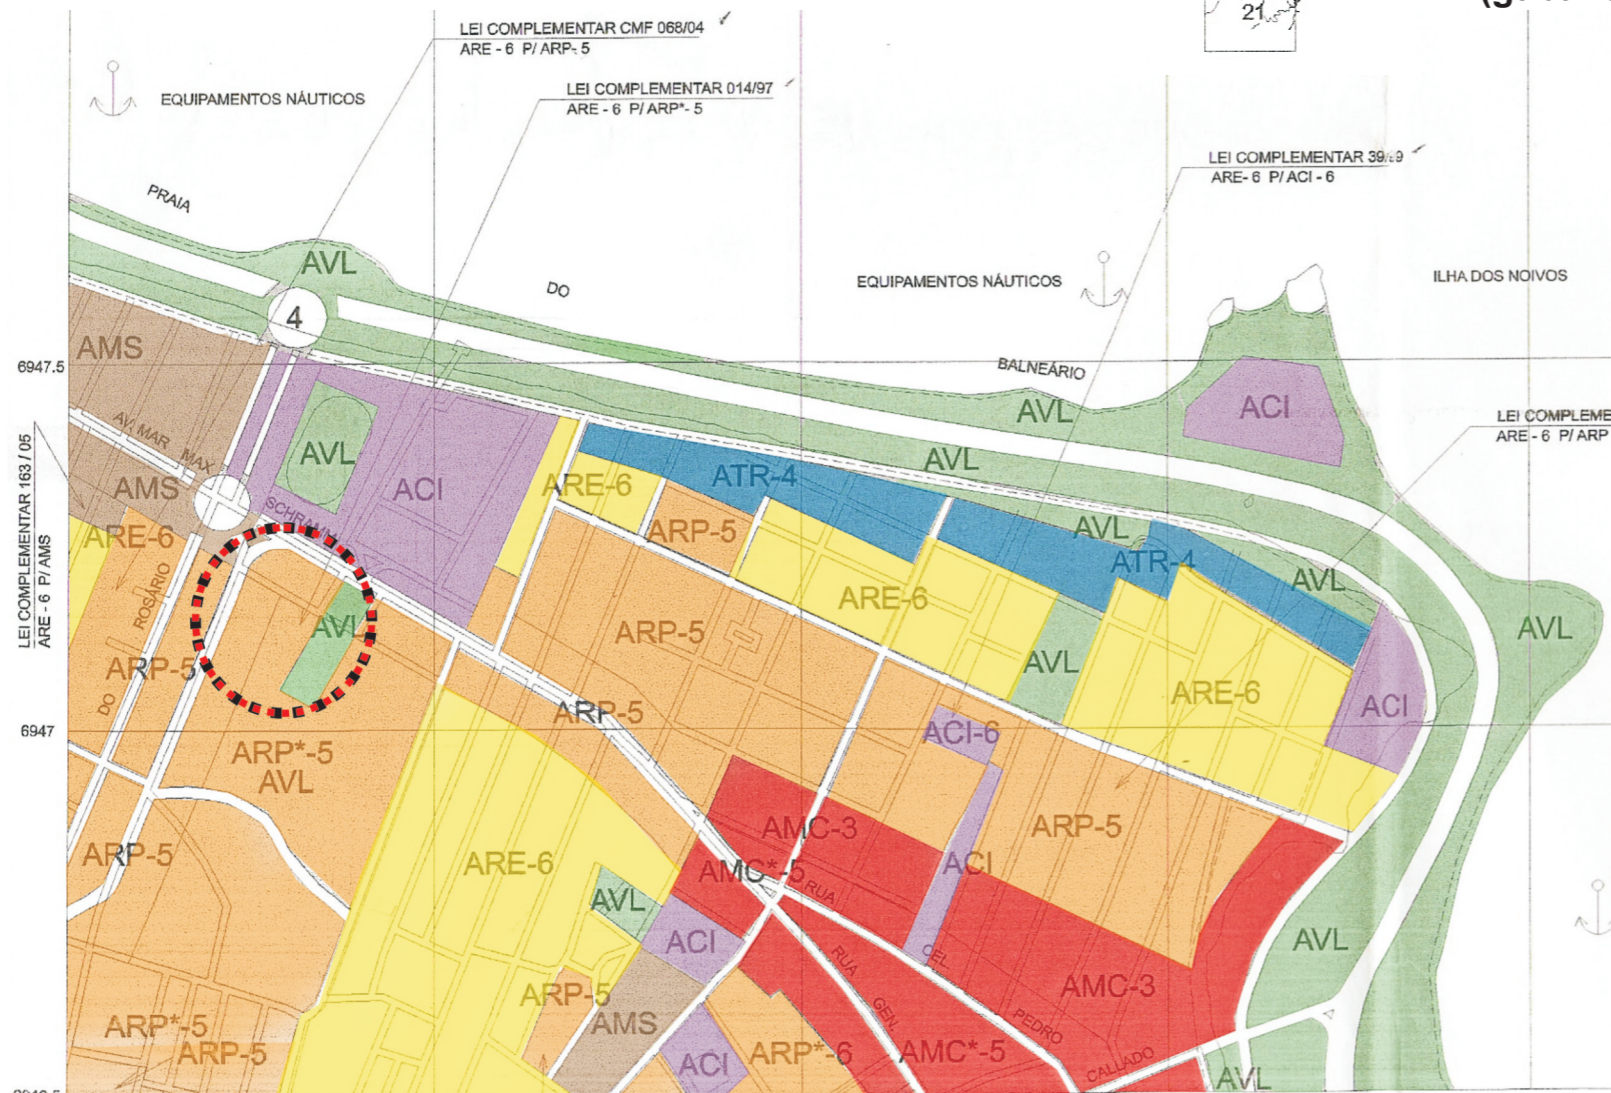 21
LEI COMPLEMENTAR CMF 068/04
ARE - 6 P/ ARP- 5
LEI COMPLEMENTAR 014/97
ARE - 6 P/ ARP*- 5
EQUIPAMENTOS NÁUTICOS
LEI COMPLEMENTAR 39/99
ARE- 6 P/ ACI - 6
PRAIA
AVL
DO
EQUIPAMENTOS NÁUTICOS
ILHA DOS NOIVOS
4
AMS
6947.5
BALNEÁRIO
ACI
AVL
LEI COMPLEME
ARE - 6 P/ ARP
AV. MAR
MAX.
SCHRAMM
AVL
AVL
ATR-4
AMS
ACI
ARE-6
ARP-5
AVL
ATR-4
AVL
LEI COMPLEMENTAR 163 / 05
ARE - 6 P/ AMS
ARE-6
ROSÁRIO
DO
AVL
ARE-6
ARP-5
AVL
ARP-5
AVL
ARE-6
ACI
ARP-5
ACI-6
6947
ARP*-5
AVL
AMC-3
ARP-5
ARP-5
ARE-6
AMC*-5
ACI
RUA
AVL
ACI
AVL
RUA
GEN.
CEL.
PEDRO
CALLADO
ARP-5
AMC-3
AMS
ARP*-5
ARP-5
ACI
ARP*-6
AMC*-5
AVL